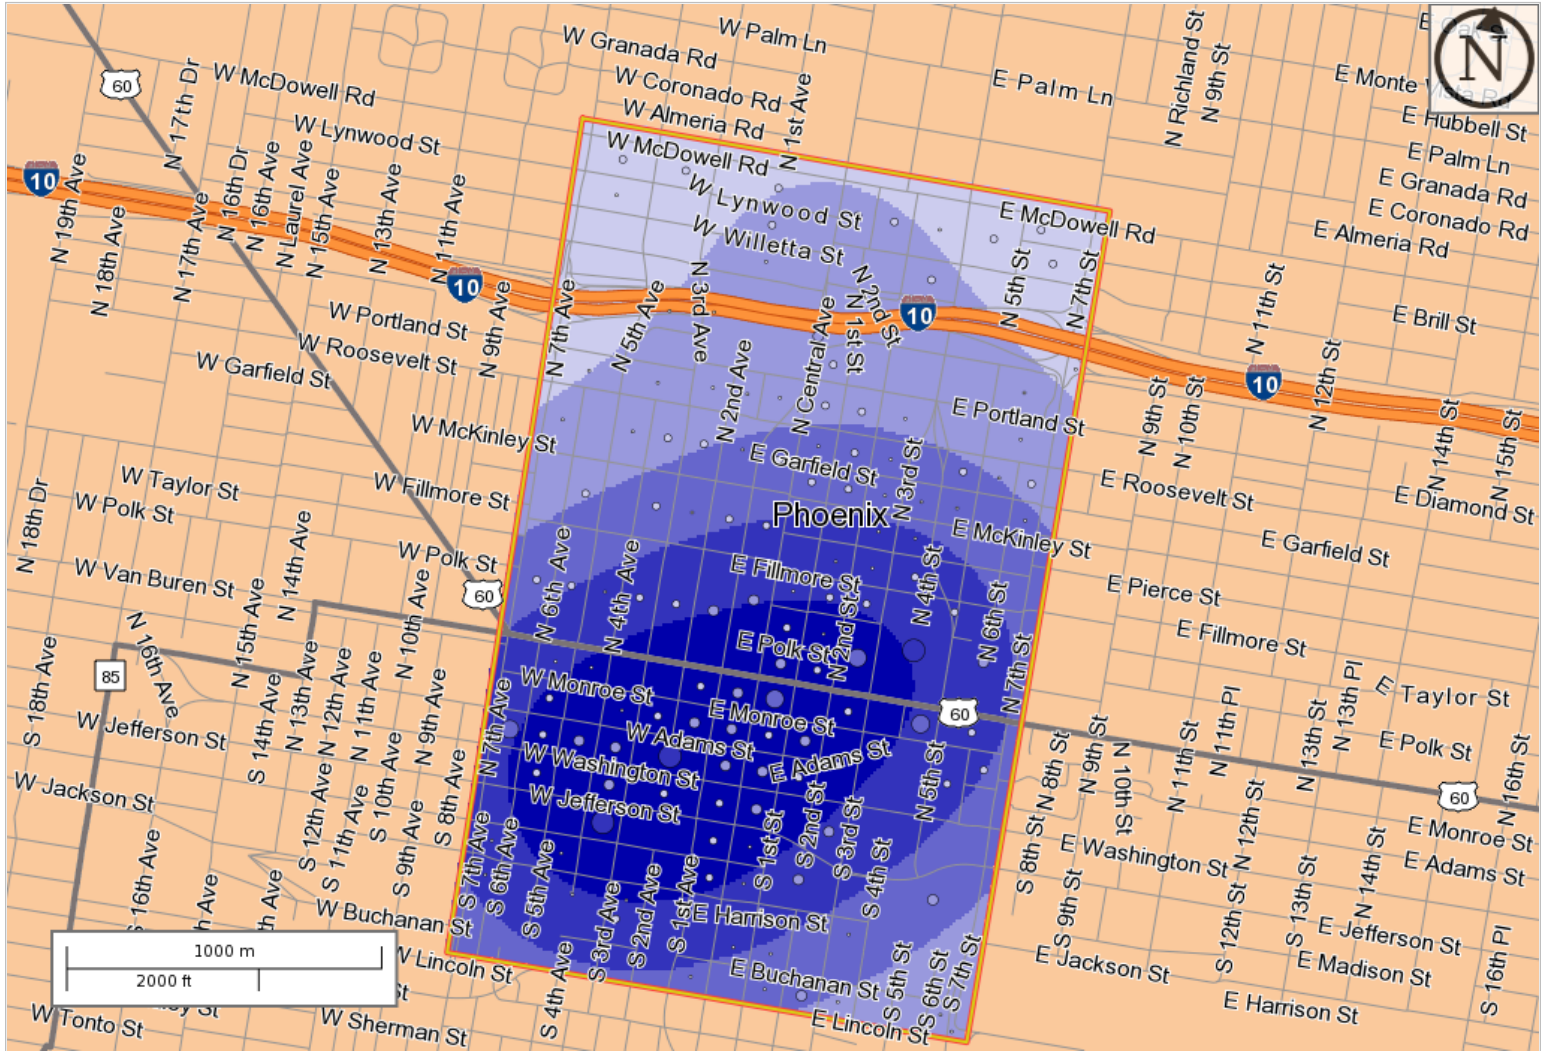 W Palm Ln
W Granada Rd
W Coronado Rd
W Almeria Rd
W McDowell Rd
N 1st Ave
E Palm Ln
N Richland St
N 9th St
E Oak St
N
E Monte Vista Rd
E Hubbell St
E Palm Ln
E Granada Rd
E Coronado Rd
E Almeria Rd
60
N 17th Dr
W McDowell Rd
W Lynwood St
10
N 19th Ave
N 18th Ave
N 17th Ave
N 16th Dr
N 16th Ave
N Laurel Ave
N 15th Ave
N 13th Ave
N 11th Ave
10
W Lynwood St
W Willetta St
E McDowell Rd
N 5th St
N 7th St
N 11th St
E Brill St
W Portland St
W Roosevelt St
W Garfield St
N 9th Ave
N 7th Ave
N 5th Ave
N 3rd Ave
N 2nd Ave
N Central Ave
N 1st St
N 2nd St
10
10
N 12th St
E Portland St
N 9th St
N 10th St
N 14th St
N 15th St
W McKinley St
E Garfield St
N 3rd St
E Roosevelt St
E Diamond St
W Taylor St
W Polk St
W Fillmore St
N 18th Dr
Phoenix
E McKinley St
E Garfield St
W Polk St
W Van Buren St
N 14th Ave
60
N 6th Ave
N 4th Ave
E Fillmore St
N 4th St
N 6th St
E Pierce St
E Fillmore St
N 16th Ave
N 15th Ave
N 10th Ave
E Polk St
N 2nd St
N 7th St
E Taylor St
S 18th Ave
85
N 13th Ave
N 12th Ave
N 11th Ave
N 9th Ave
N 7th Ave
W Monroe St
E Monroe St
60
N 11th Pl
N 13th St
N 13th Pl
E Polk St
W Jefferson St
S 14th Ave
W Adams St
E Adams St
W Washington St
N 5th St
N 8th St
N 9th St
N 10th St
N 11th St
N 12th St
60
N 16th St
W Jackson St
S 12th Ave
S 11th Ave
S 10th Ave
S 9th Ave
S 8th Ave
W Jefferson St
E Monroe St
E Adams St
S 7th Ave
S 6th Ave
S 5th Ave
S 1st St
S 2nd St
S 3rd St
S 4th St
S 8th St
E Washington St
S 16th Ave
W Buchanan St
S 3rd Ave
S 2nd Ave
S 1st Ave
E Harrison St
S 9th St
S 12th St
S 13th St
N 14th St
E Jefferson St
E Madison St
S 16th Pl
1000 m
2000 ft
W Lincoln St
S 4th Ave
E Buchanan St
S 5th St
S 6th St
S 7th St
E Jackson St
E Harrison St
W Tonto St
W Sherman St
E Lincoln St